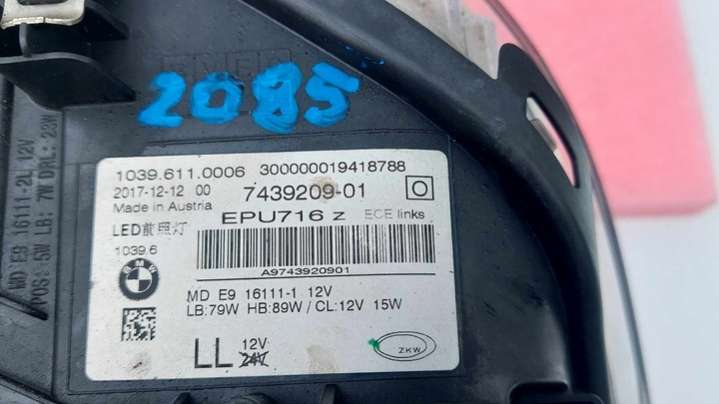 2085
1039.611.0006 300000019418788
2017-12-12 00 7439209-01
Made in Austria
EPU716 z ECE links
LED前照灯
1039.6
A9743920901
BMW
MD E9 16111-1 12V
LB:79W HB:89W / CL:12V 15W
LL 12V
24V
ZKW
MD E9 16111-2L 12V
POS: 5W LB: 7W DRL: 23W